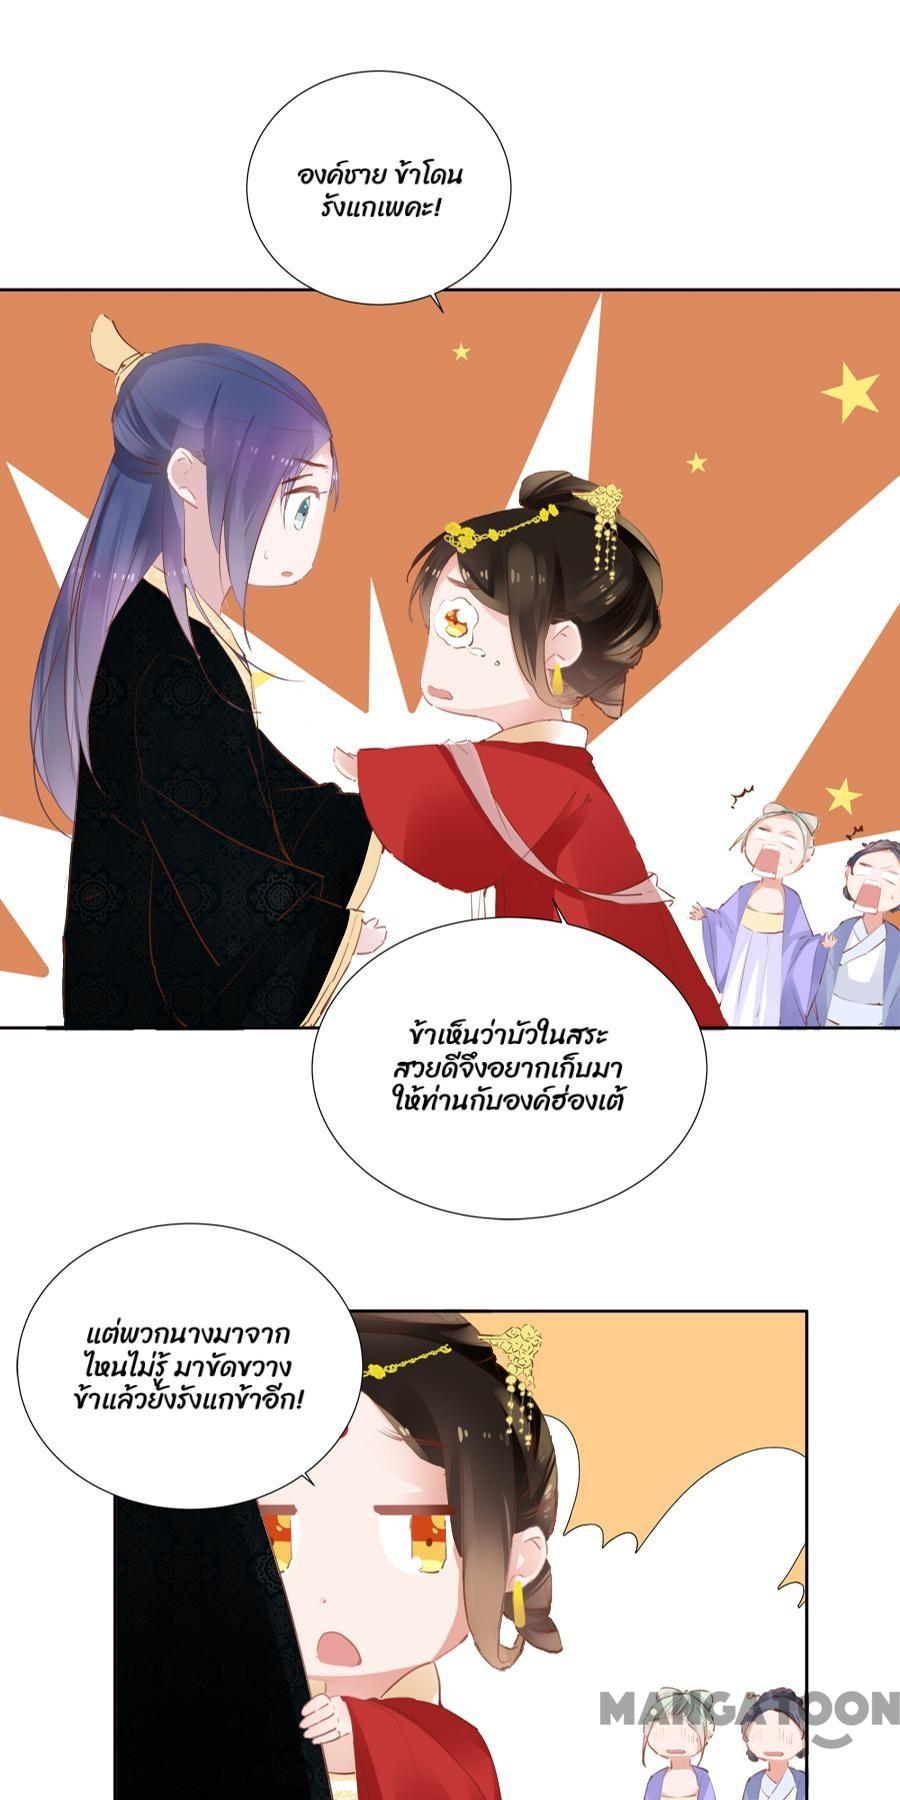 องค์ชาย ข้าโดน
รังแกเพคะ!
ข้าเห็นว่าบัวในสระ
สวยดีจึงอยากเก็บมา
ให้ท่านกับองค์ฮ่องเต้
แต่พวกนางมาจาก
ไหนไม่รู้ มาขัดขวาง
ข้าแล้วยังรังแกข้าอีก!
MANGATOON